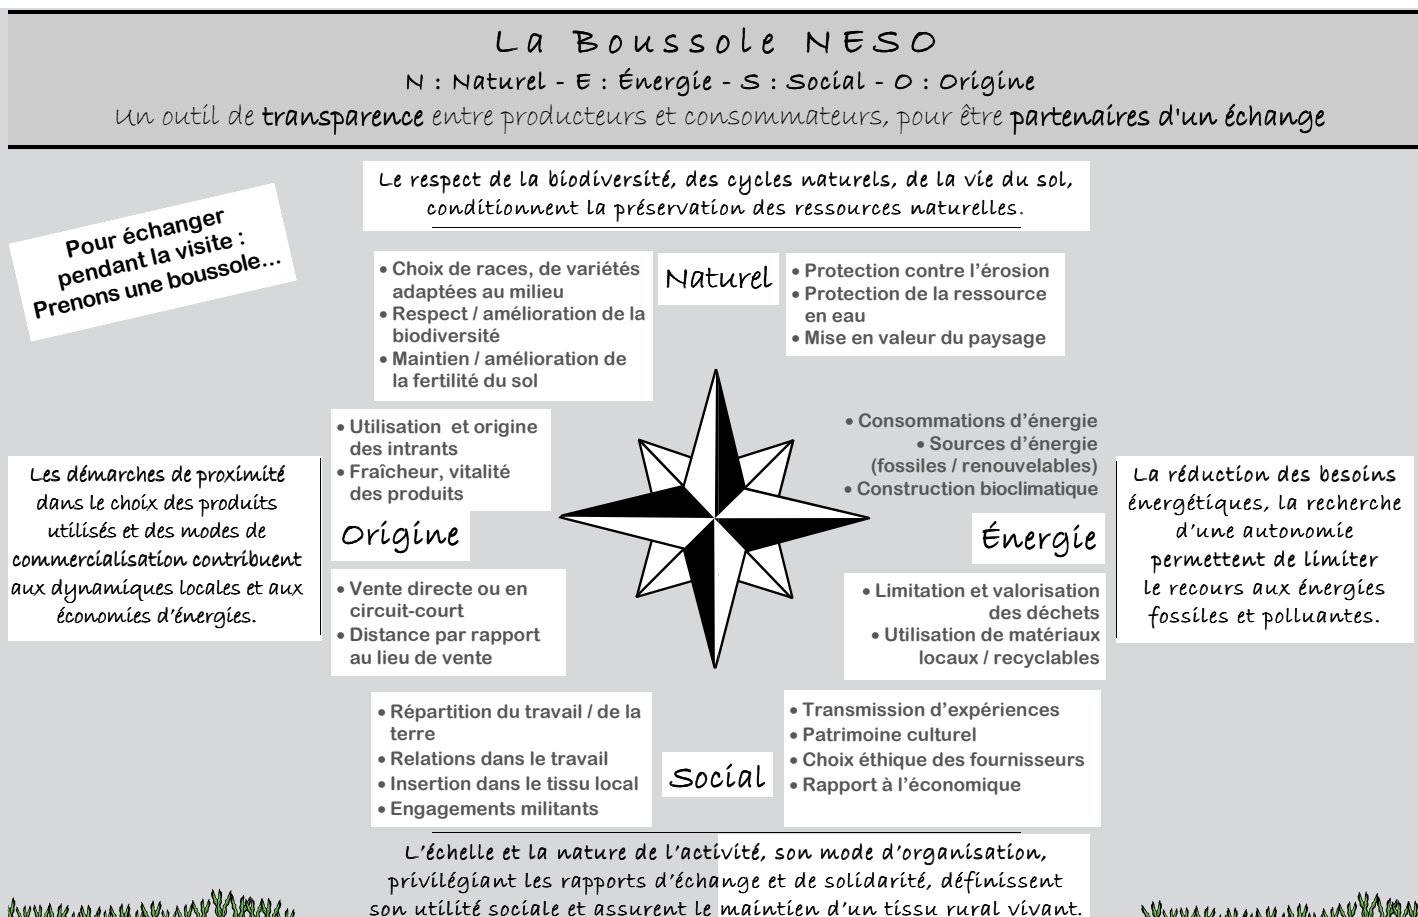 La Boussole NESO
N : Naturel - E : Énergie - S : Social - O : Origine
Un outil de transparence entre producteurs et consommateurs, pour être partenaires d'un échange
Le respect de la biodiversité, des cycles naturels, de la vie du sol,
conditionnent la préservation des ressources naturelles.
Pour échanger
pendant la visite :
Prenons une boussole...
• Choix de races, de variétés
adaptées au milieu
• Respect / amélioration de la
biodiversité
• Maintien / amélioration de
la fertilité du sol
Naturel
• Protection contre l'érosion
• Protection de la ressource
en eau
• Mise en valeur du paysage
Les démarches de proximité
dans le choix des produits
utilisés et des modes de
commercialisation contribuent
aux dynamiques locales et aux
économies d'énergies.
• Utilisation et origine
des intrants
• Fraîcheur, vitalité
des produits
Origine
• Vente directe ou en
circuit-court
• Distance par rapport
au lieu de vente
• Consommations d'énergie
• Sources d'énergie
(fossiles / renouvelables)
• Construction bioclimatique
Énergie
• Limitation et valorisation
des déchets
• Utilisation de matériaux
locaux / recyclables
La réduction des besoins
énergétiques, la recherche
d'une autonomie
permettent de limiter
le recours aux énergies
fossiles et polluantes.
• Répartition du travail / de la
terre
• Relations dans le travail
• Insertion dans le tissu local
• Engagements militants
Social
• Transmission d'expériences
• Patrimoine culturel
• Choix éthique des fournisseurs
• Rapport à l'économique
L'échelle et la nature de l'activité, son mode d'organisation,
privilégiant les rapports d'échange et de solidarité, définissent
son utilité sociale et assurent le maintien d'un tissu rural vivant.